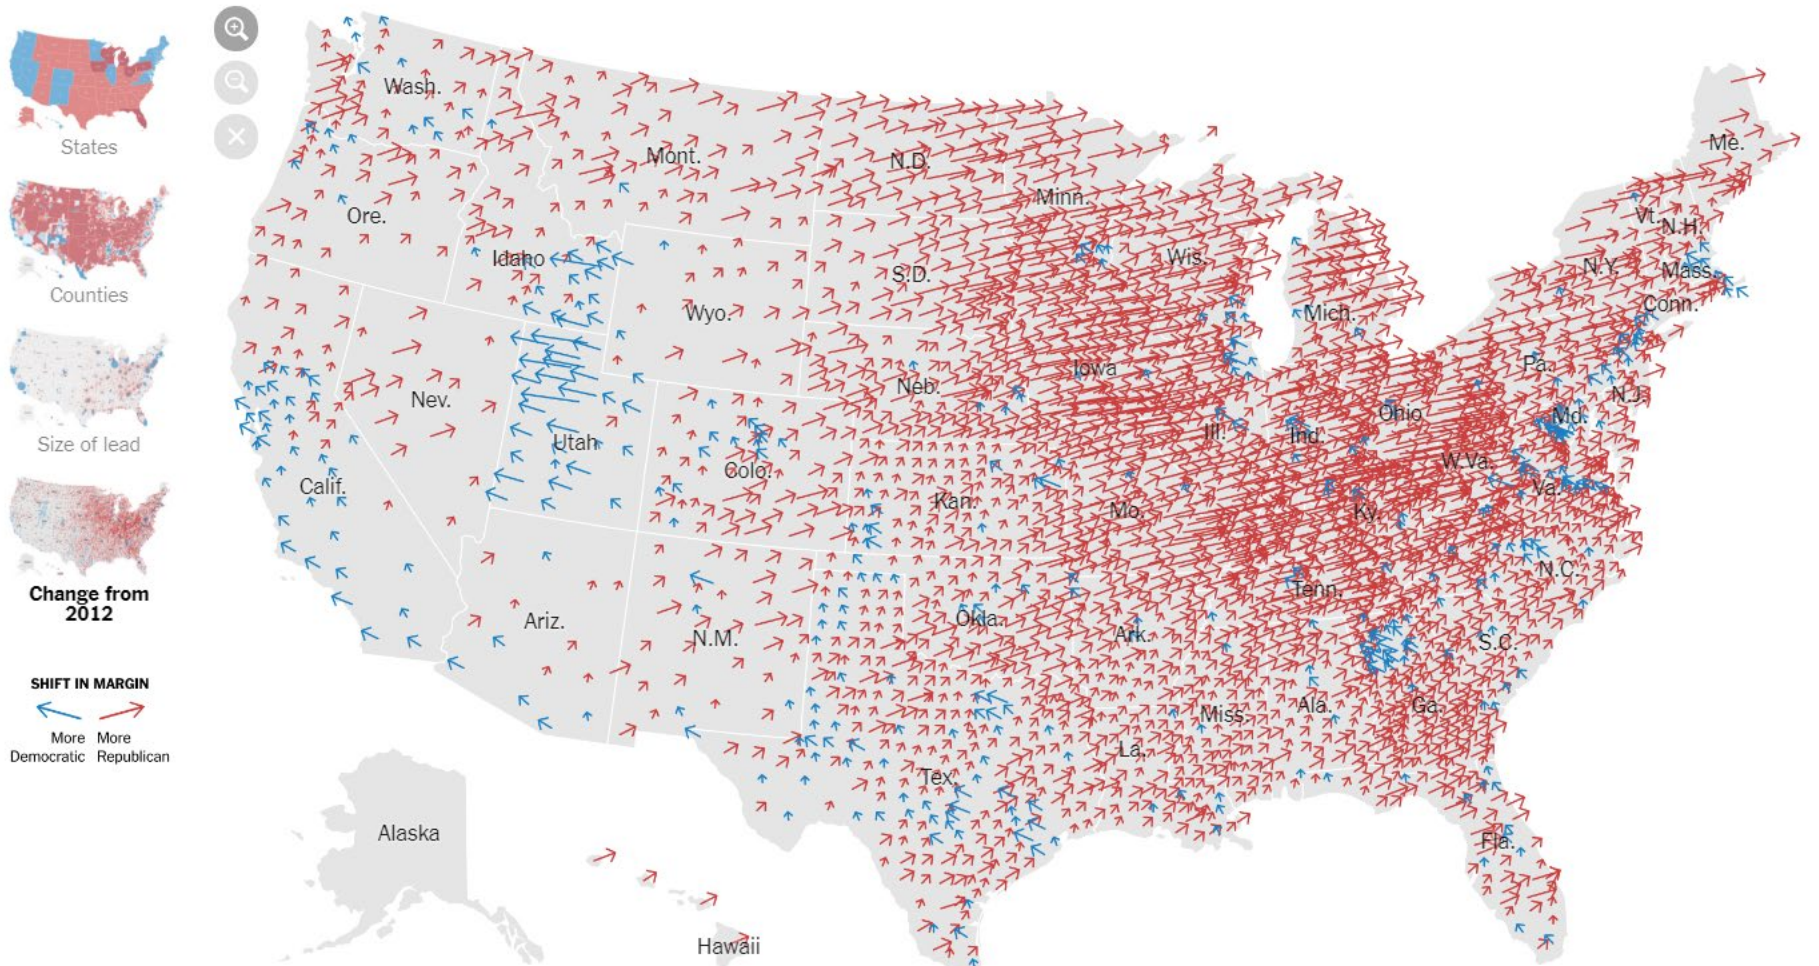 States
Counties
Size of lead
Change from
2012
SHIFT IN MARGIN
More
Democratic
More
Republican
Wash.
Mont.
N.D.
Minn.
Me.
Ore.
Vt.
N.H.
Idaho
S.D.
Wis.
N.Y.
Mass.
Wyo.
Mich.
Conn.
Iowa
Pa.
Neb.
Nev.
N.J.
Ohio
Md.
Ill.
Ind.
Utah
Colo.
W.Va.
Calif.
Va.
Kan.
Mo.
Ky.
N.C.
Tenn.
Ariz.
Okla.
N.M.
Ark.
S.C.
Miss.
Ala.
Ga.
La.
Tex.
Alaska
Fla.
Hawaii